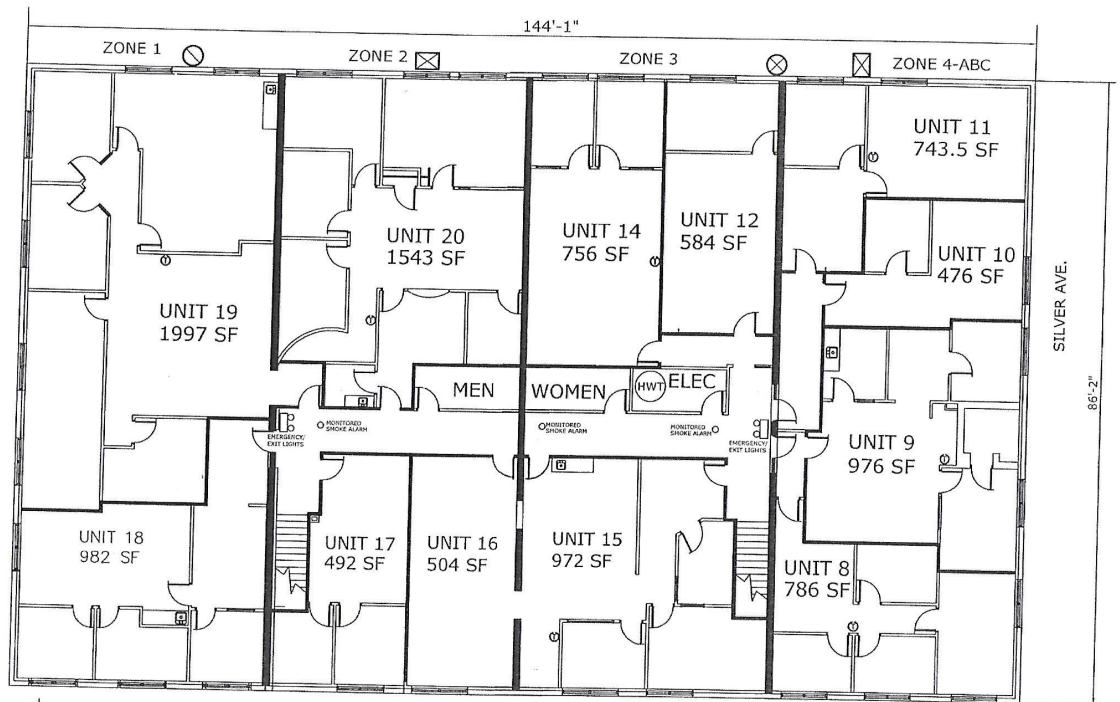 144'-1"
ZONE 1
ZONE 2
ZONE 3
ZONE 4-ABC
UNIT 11
743.5 SF
UNIT 20
1543 SF
UNIT 14
756 SF
UNIT 12
584 SF
UNIT 10
476 SF
SILVER AVE.
86'-2"
UNIT 19
1997 SF
MEN
WOMEN
HWT
ELEC
EMERGENCY/
EXIT LIGHTS
MONITORED
SMOKE ALARM
MONITORED
SMOKE ALARM
MONITORED
SMOKE ALARM
EMERGENCY/
EXIT LIGHTS
UNIT 9
976 SF
UNIT 18
982 SF
UNIT 17
492 SF
UNIT 16
504 SF
UNIT 15
972 SF
UNIT 8
786 SF